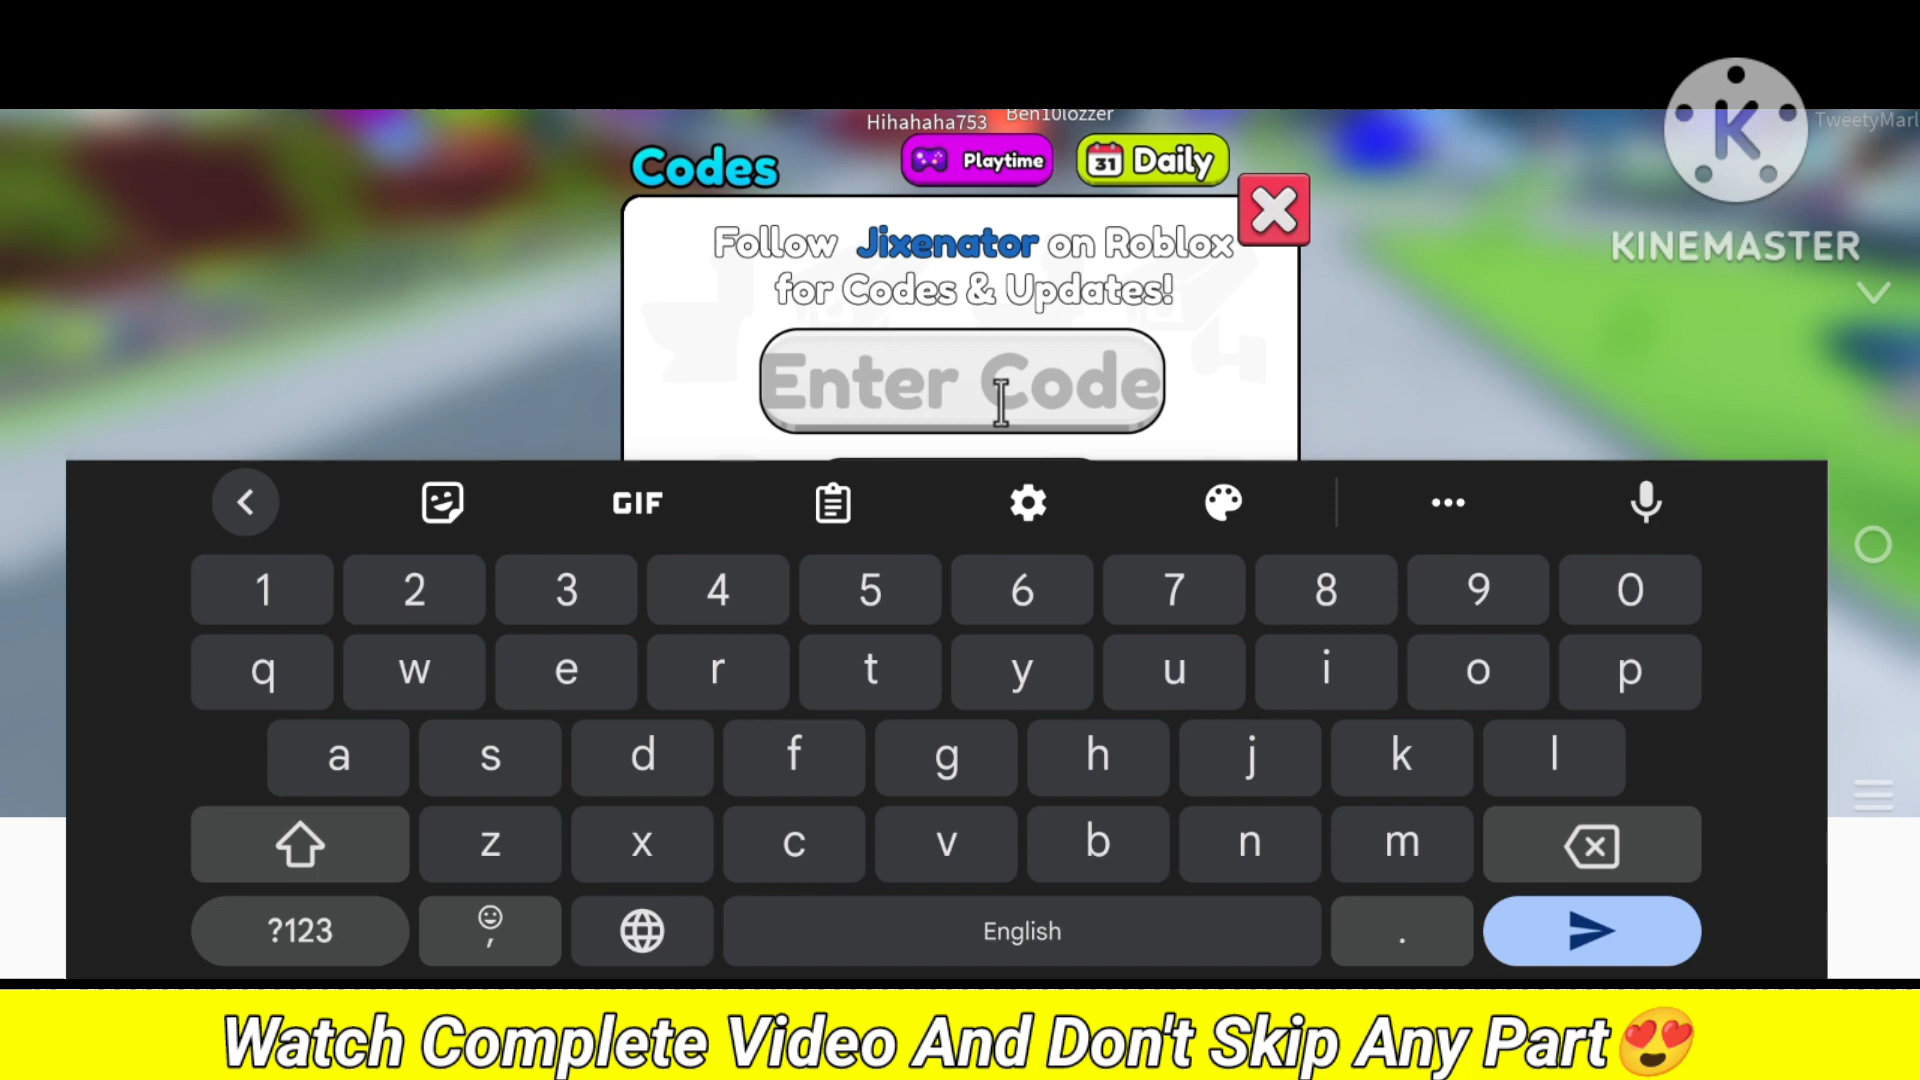 Hihahaha753 Ben10lozzer
TweetyMarl
Codes
Playtime
31 Daily
K
KINEMASTER
Follow Jixenator on Roblox
for Codes & Updates!
Enter Code
GIF
1 2 3 4 5 6 7 8 9 0
q w e r t y u i o p
a s d f g h j k l
z x c v b n m
?123 , English .
Watch Complete Video And Don't Skip Any Part😍